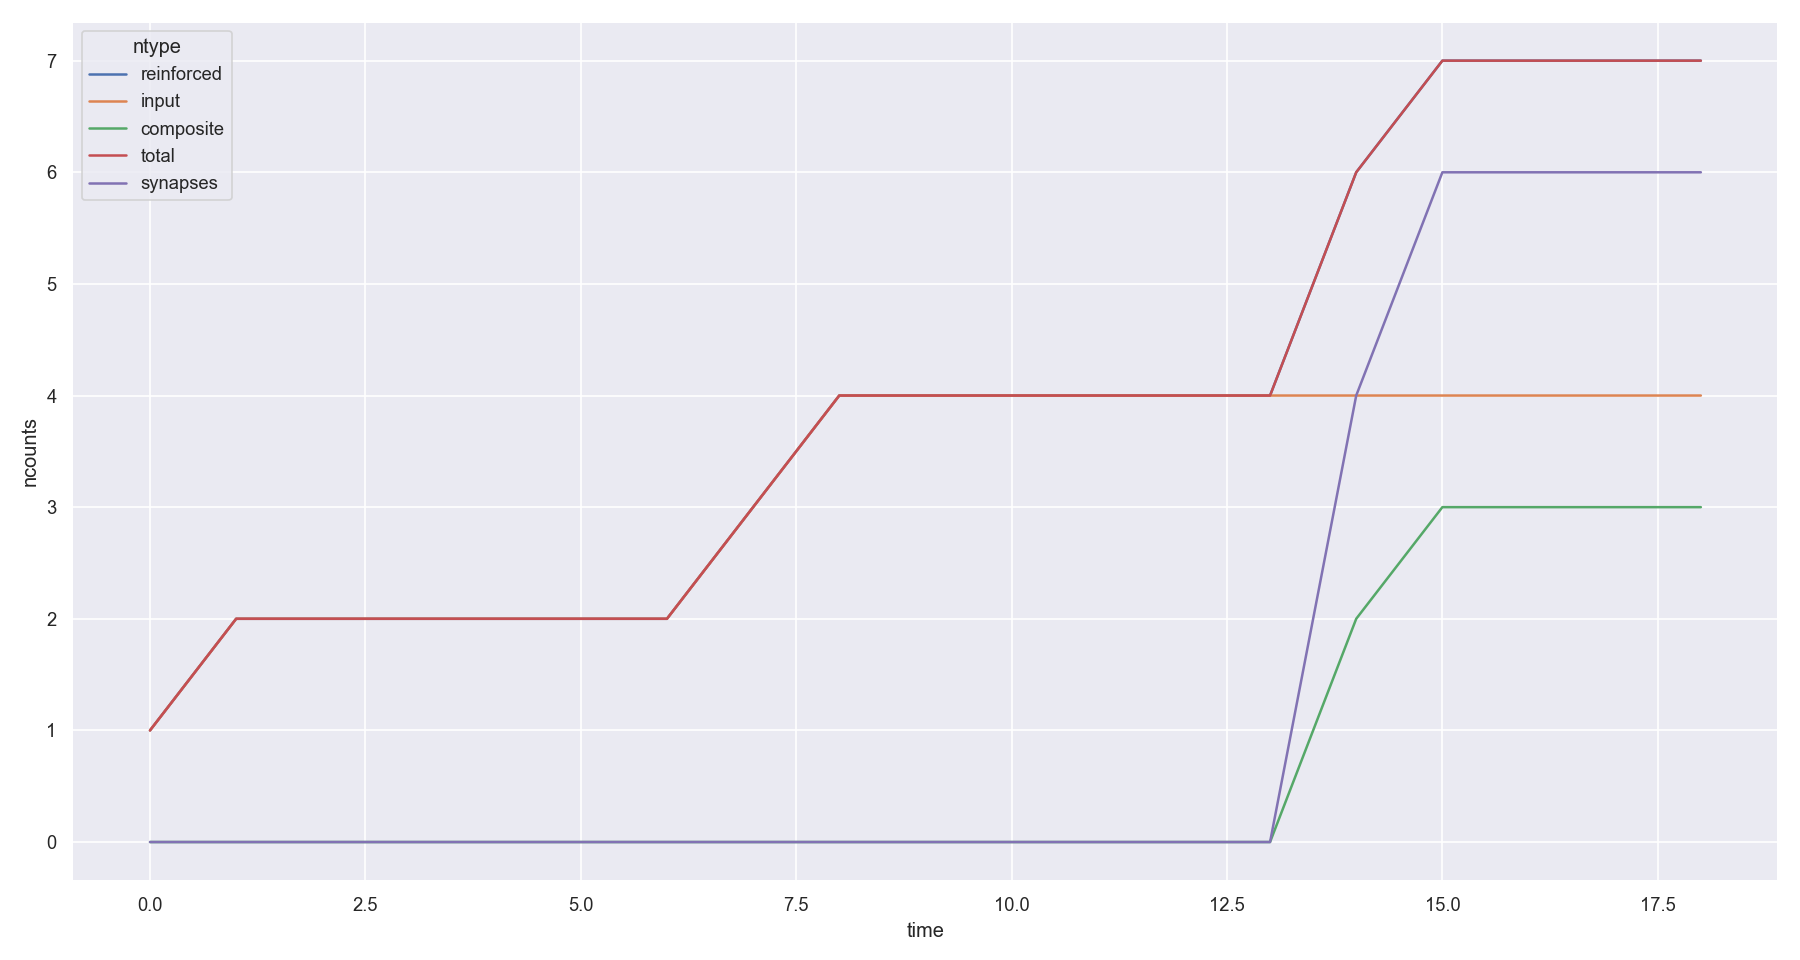 ntype
reinforced
input
composite
total
synapses
7
6
5
4
3
2
1
0
ncounts
0.0 2.5 5.0 7.5 10.0 12.5 15.0 17.5
time